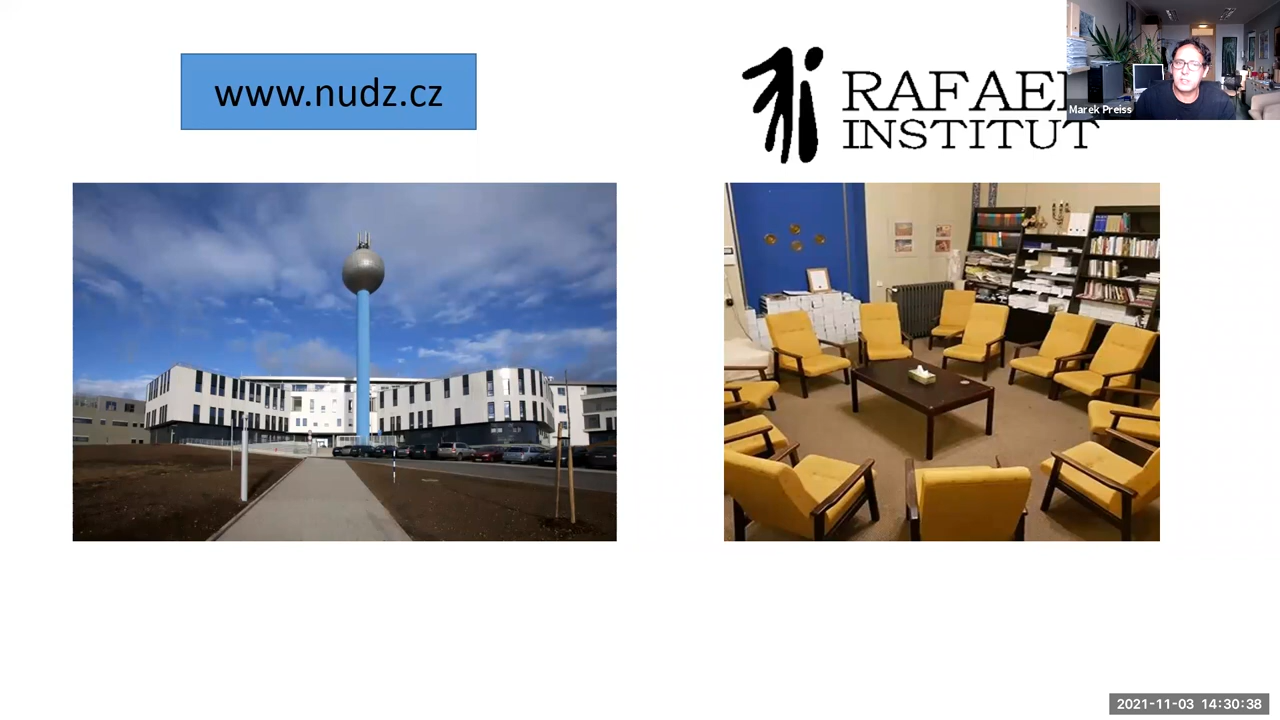 www.nudz.cz
RAFAEL
INSTITUT
Marek Preiss
2021-11-03 14:30:38